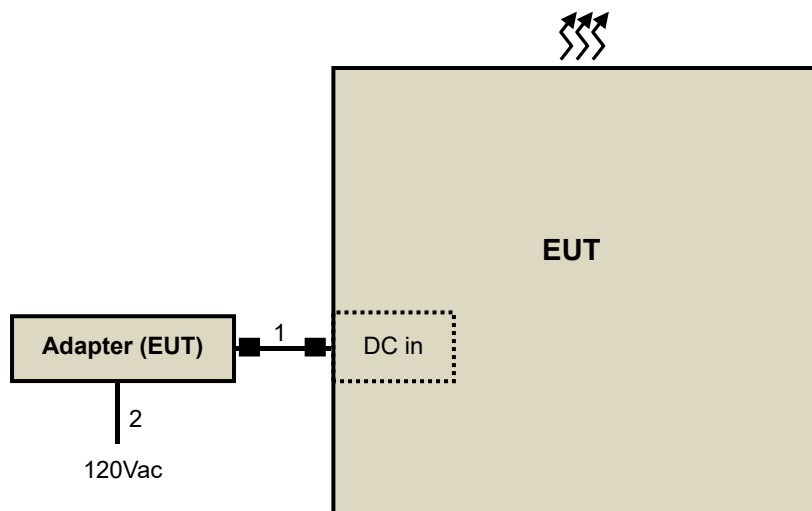 EUT
Adapter (EUT)
1
DC in
2
120Vac